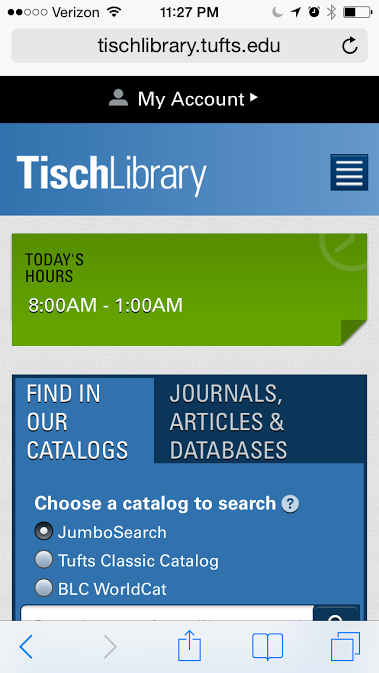 Verizon 11:27 PM
tischlibrary.tufts.edu
My Account
TischLibrary
TODAY'S
HOURS
8:00AM - 1:00AM
FIND IN
OUR
CATALOGS
JOURNALS,
ARTICLES &
DATABASES
Choose a catalog to search ?
JumboSearch
Tufts Classic Catalog
BLC WorldCat